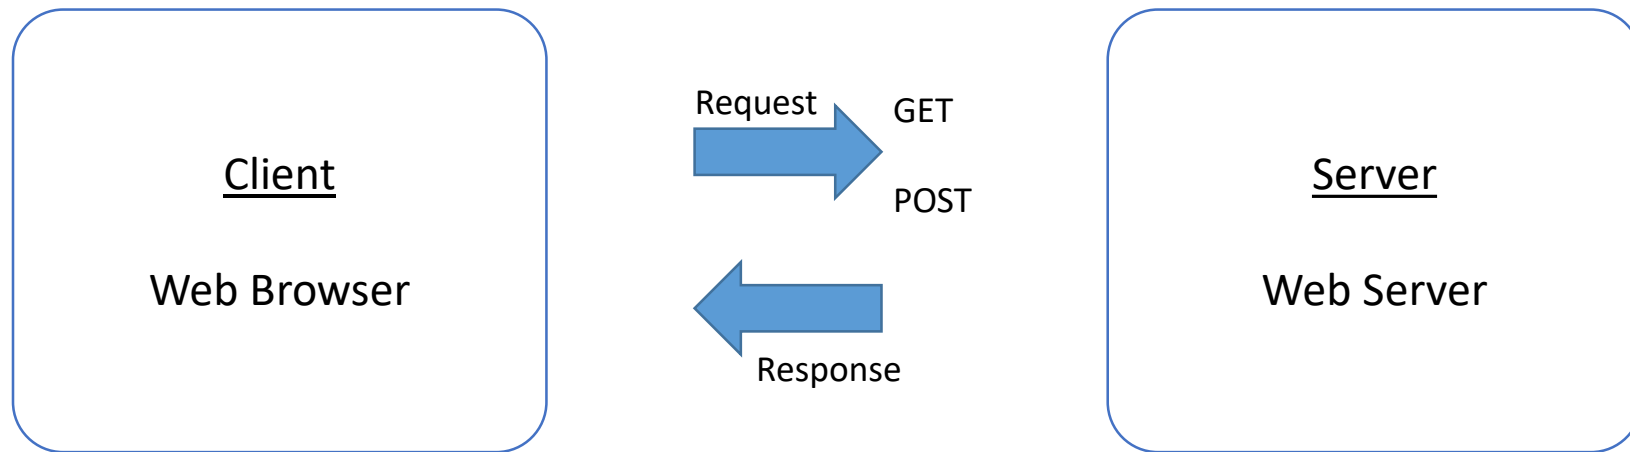 Client
Web Browser
Request
GET
POST
Response
Server
Web Server